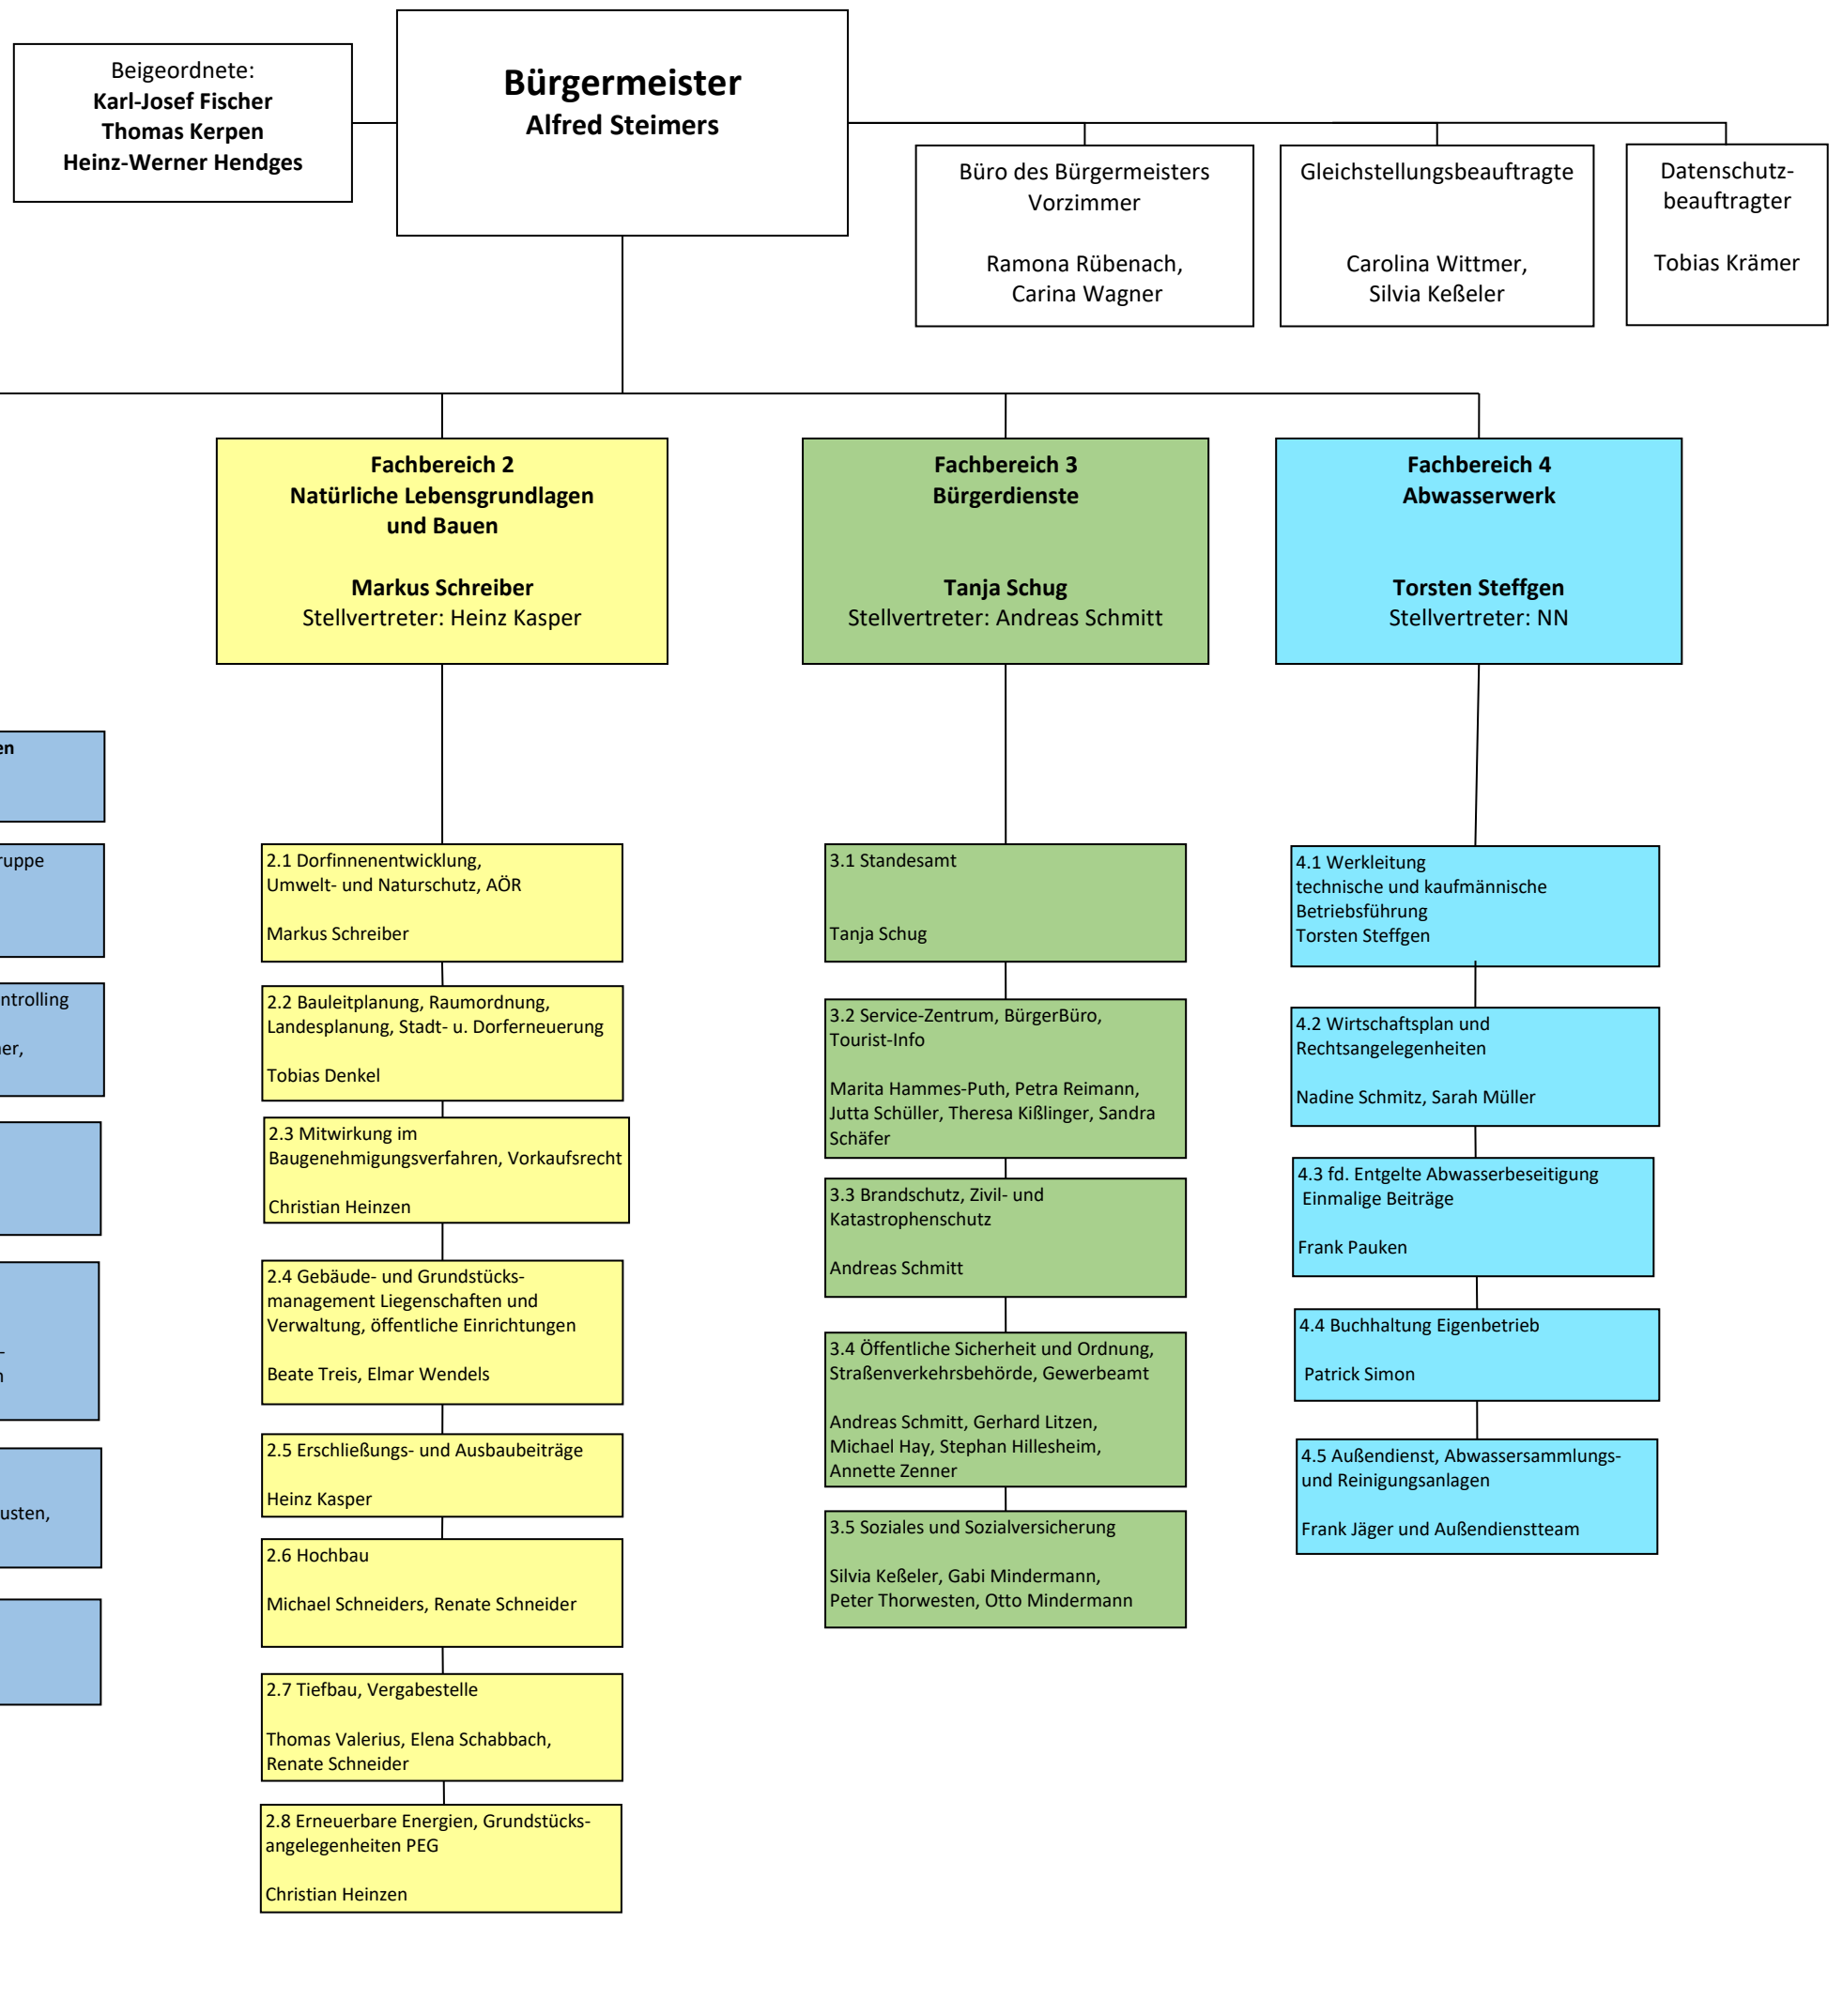 Beigeordnete:
Karl-Josef Fischer
Thomas Kerpen
Heinz-Werner Hendges
Bürgermeister
Alfred Steimers
Büro des Bürgermeisters
Vorzimmer
Ramona Rübenach,
Carina Wagner
Gleichstellungsbeauftragte
Carolina Wittmer,
Silvia Keßeler
Datenschutz-
beauftragter
Tobias Krämer
en
ruppe
ntrolling
er,
-
n
usten,
Fachbereich 2
Natürliche Lebensgrundlagen
und Bauen
Markus Schreiber
Stellvertreter: Heinz Kasper
2.1 Dorfinnenentwicklung,
Umwelt- und Naturschutz, AÖR
Markus Schreiber
2.2 Bauleitplanung, Raumordnung,
Landesplanung, Stadt- u. Dorferneuerung
Tobias Denkel
2.3 Mitwirkung im
Baugenehmigungsverfahren, Vorkaufsrecht
Christian Heinzen
2.4 Gebäude- und Grundstücks-
management Liegenschaften und
Verwaltung, öffentliche Einrichtungen
Beate Treis, Elmar Wendels
2.5 Erschließungs- und Ausbaubeiträge
Heinz Kasper
2.6 Hochbau
Michael Schneiders, Renate Schneider
2.7 Tiefbau, Vergabestelle
Thomas Valerius, Elena Schabbach,
Renate Schneider
2.8 Erneuerbare Energien, Grundstücks-
angelegenheiten PEG
Christian Heinzen
Fachbereich 3
Bürgerdienste
Tanja Schug
Stellvertreter: Andreas Schmitt
3.1 Standesamt
Tanja Schug
3.2 Service-Zentrum, BürgerBüro,
Tourist-Info
Marita Hammes-Puth, Petra Reimann,
Jutta Schüller, Theresa Kißlinger, Sandra
Schäfer
3.3 Brandschutz, Zivil- und
Katastrophenschutz
Andreas Schmitt
3.4 Öffentliche Sicherheit und Ordnung,
Straßenverkehrsbehörde, Gewerbeamt
Andreas Schmitt, Gerhard Litzen,
Michael Hay, Stephan Hillesheim,
Annette Zenner
3.5 Soziales und Sozialversicherung
Silvia Keßeler, Gabi Mindermann,
Peter Thorwesten, Otto Mindermann
Fachbereich 4
Abwasserwerk
Torsten Steffgen
Stellvertreter: NN
4.1 Werkleitung
technische und kaufmännische
Betriebsführung
Torsten Steffgen
4.2 Wirtschaftsplan und
Rechtsangelegenheiten
Nadine Schmitz, Sarah Müller
4.3 fd. Entgelte Abwasserbeseitigung
Einmalige Beiträge
Frank Pauken
4.4 Buchhaltung Eigenbetrieb
Patrick Simon
4.5 Außendienst, Abwassersammlungs-
und Reinigungsanlagen
Frank Jäger und Außendienstteam